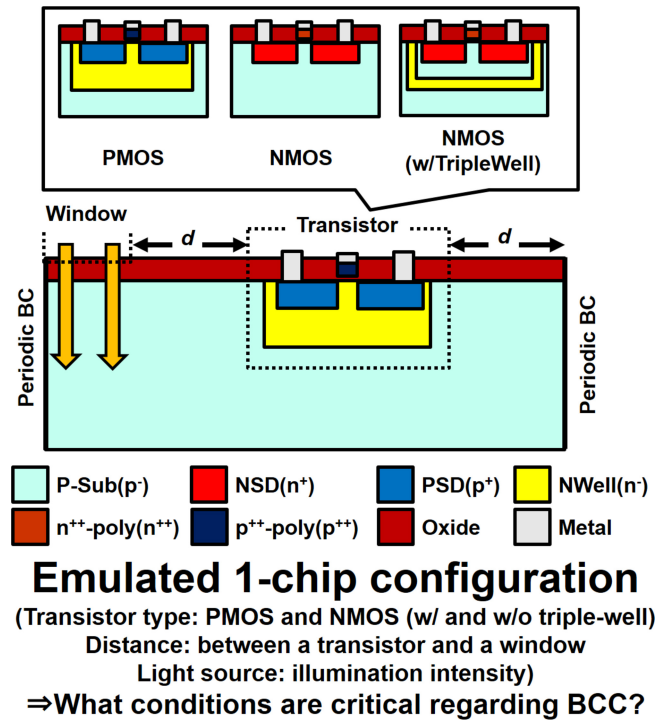 PMOS
NMOS
NMOS
(w/TripleWell)
Window
d
Transistor
d
Periodic BC
Periodic BC
P-Sub(p-)
NSD(n+)
PSD(p+)
NWell(n-)
n++-poly(n++)
p++-poly(p++)
Oxide
Metal
Emulated 1-chip configuration
(Transistor type: PMOS and NMOS (w/ and w/o triple-well)
Distance: between a transistor and a window
Light source: illumination intensity)
⇒What conditions are critical regarding BCC?